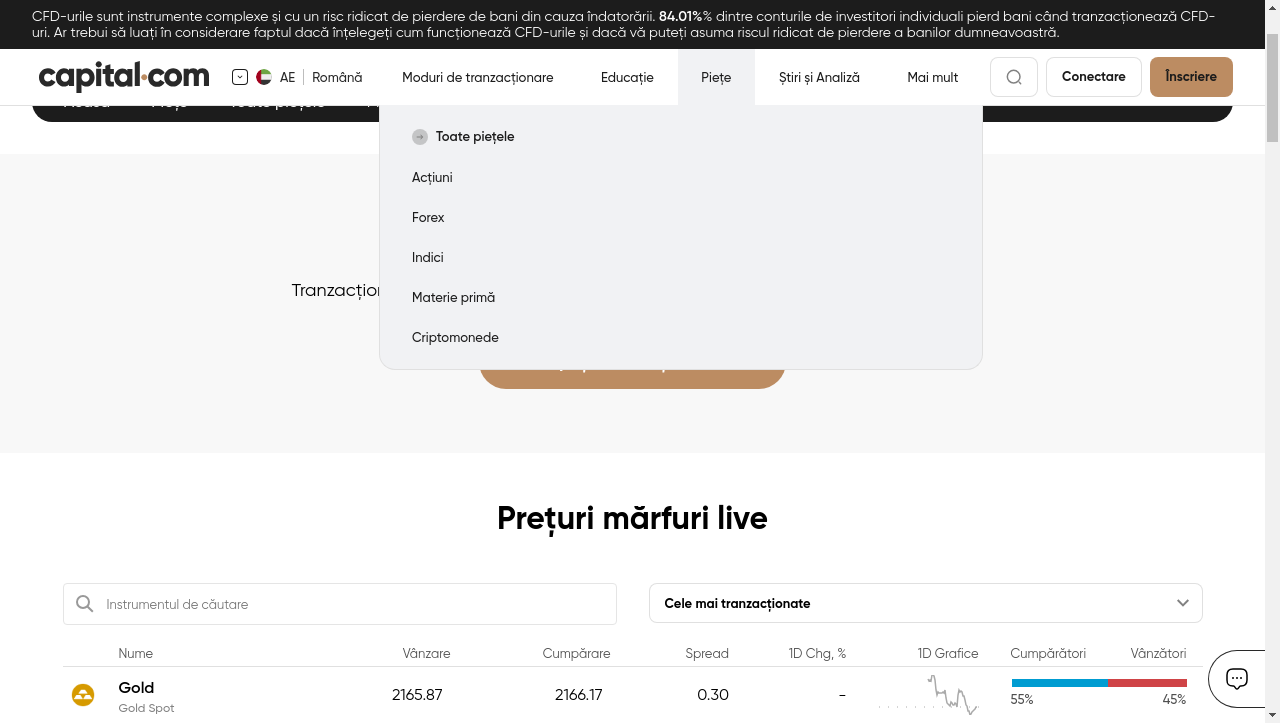 CFD-urile sunt instrumente complexe și cu un risc ridicat de pierdere de bani din cauza îndatorării. 84.01%% dintre conturile de investitori individuali pierd bani când tranzacționează CFD-
uri. Ar trebui să luați în considerare faptul dacă înțelegeți cum funcționează CFD-urile și dacă vă puteți asuma riscul ridicat de pierdere a banilor dumneavoastră.
capital.com
AE
Română
Moduri de tranzacționare
Educație
Piețe
Știri și Analiză
Mai mult
Conectare
Înscriere
Toate piețele
Acțiuni
Forex
Indici
Materie primă
Criptomonede
Prețuri mărfuri live
Instrumentul de căutare
Cele mai tranzacționate
Nume
Vânzare
Cumpărare
Spread
1D Chg, %
1D Grafice
Cumpărători
Vânzători
Gold
Gold Spot
2165.87
2166.17
0.30
-
55%
45%